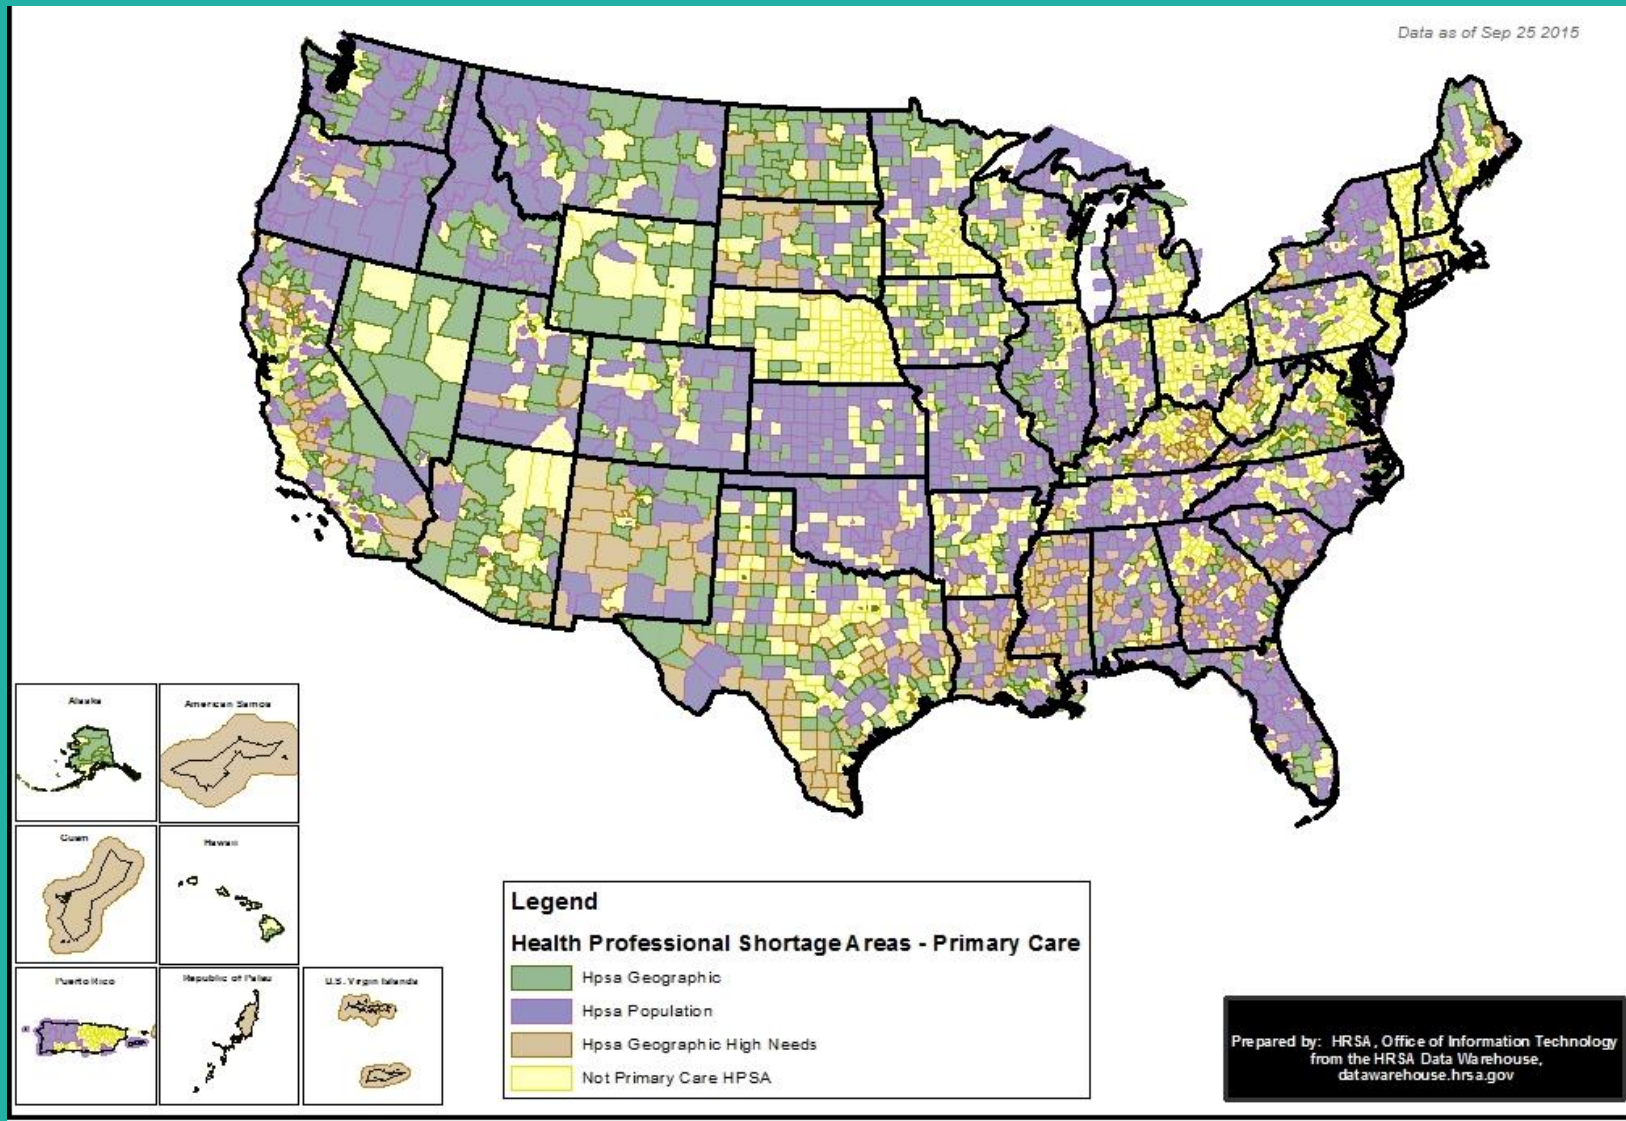 Data as of Sep 25 2015
Alaska
American Samoa
Guam
Hawaii
Puerto Rico
Republic of Palau
U.S. Virgin Islands
Legend
Health Professional Shortage Areas - Primary Care
Hpsa Geographic
Hpsa Population
Hpsa Geographic High Needs
Not Primary Care HPSA
Prepared by: HRSA, Office of Information Technology
from the HRSA Data Warehouse,
datawarehouse.hrsa.gov